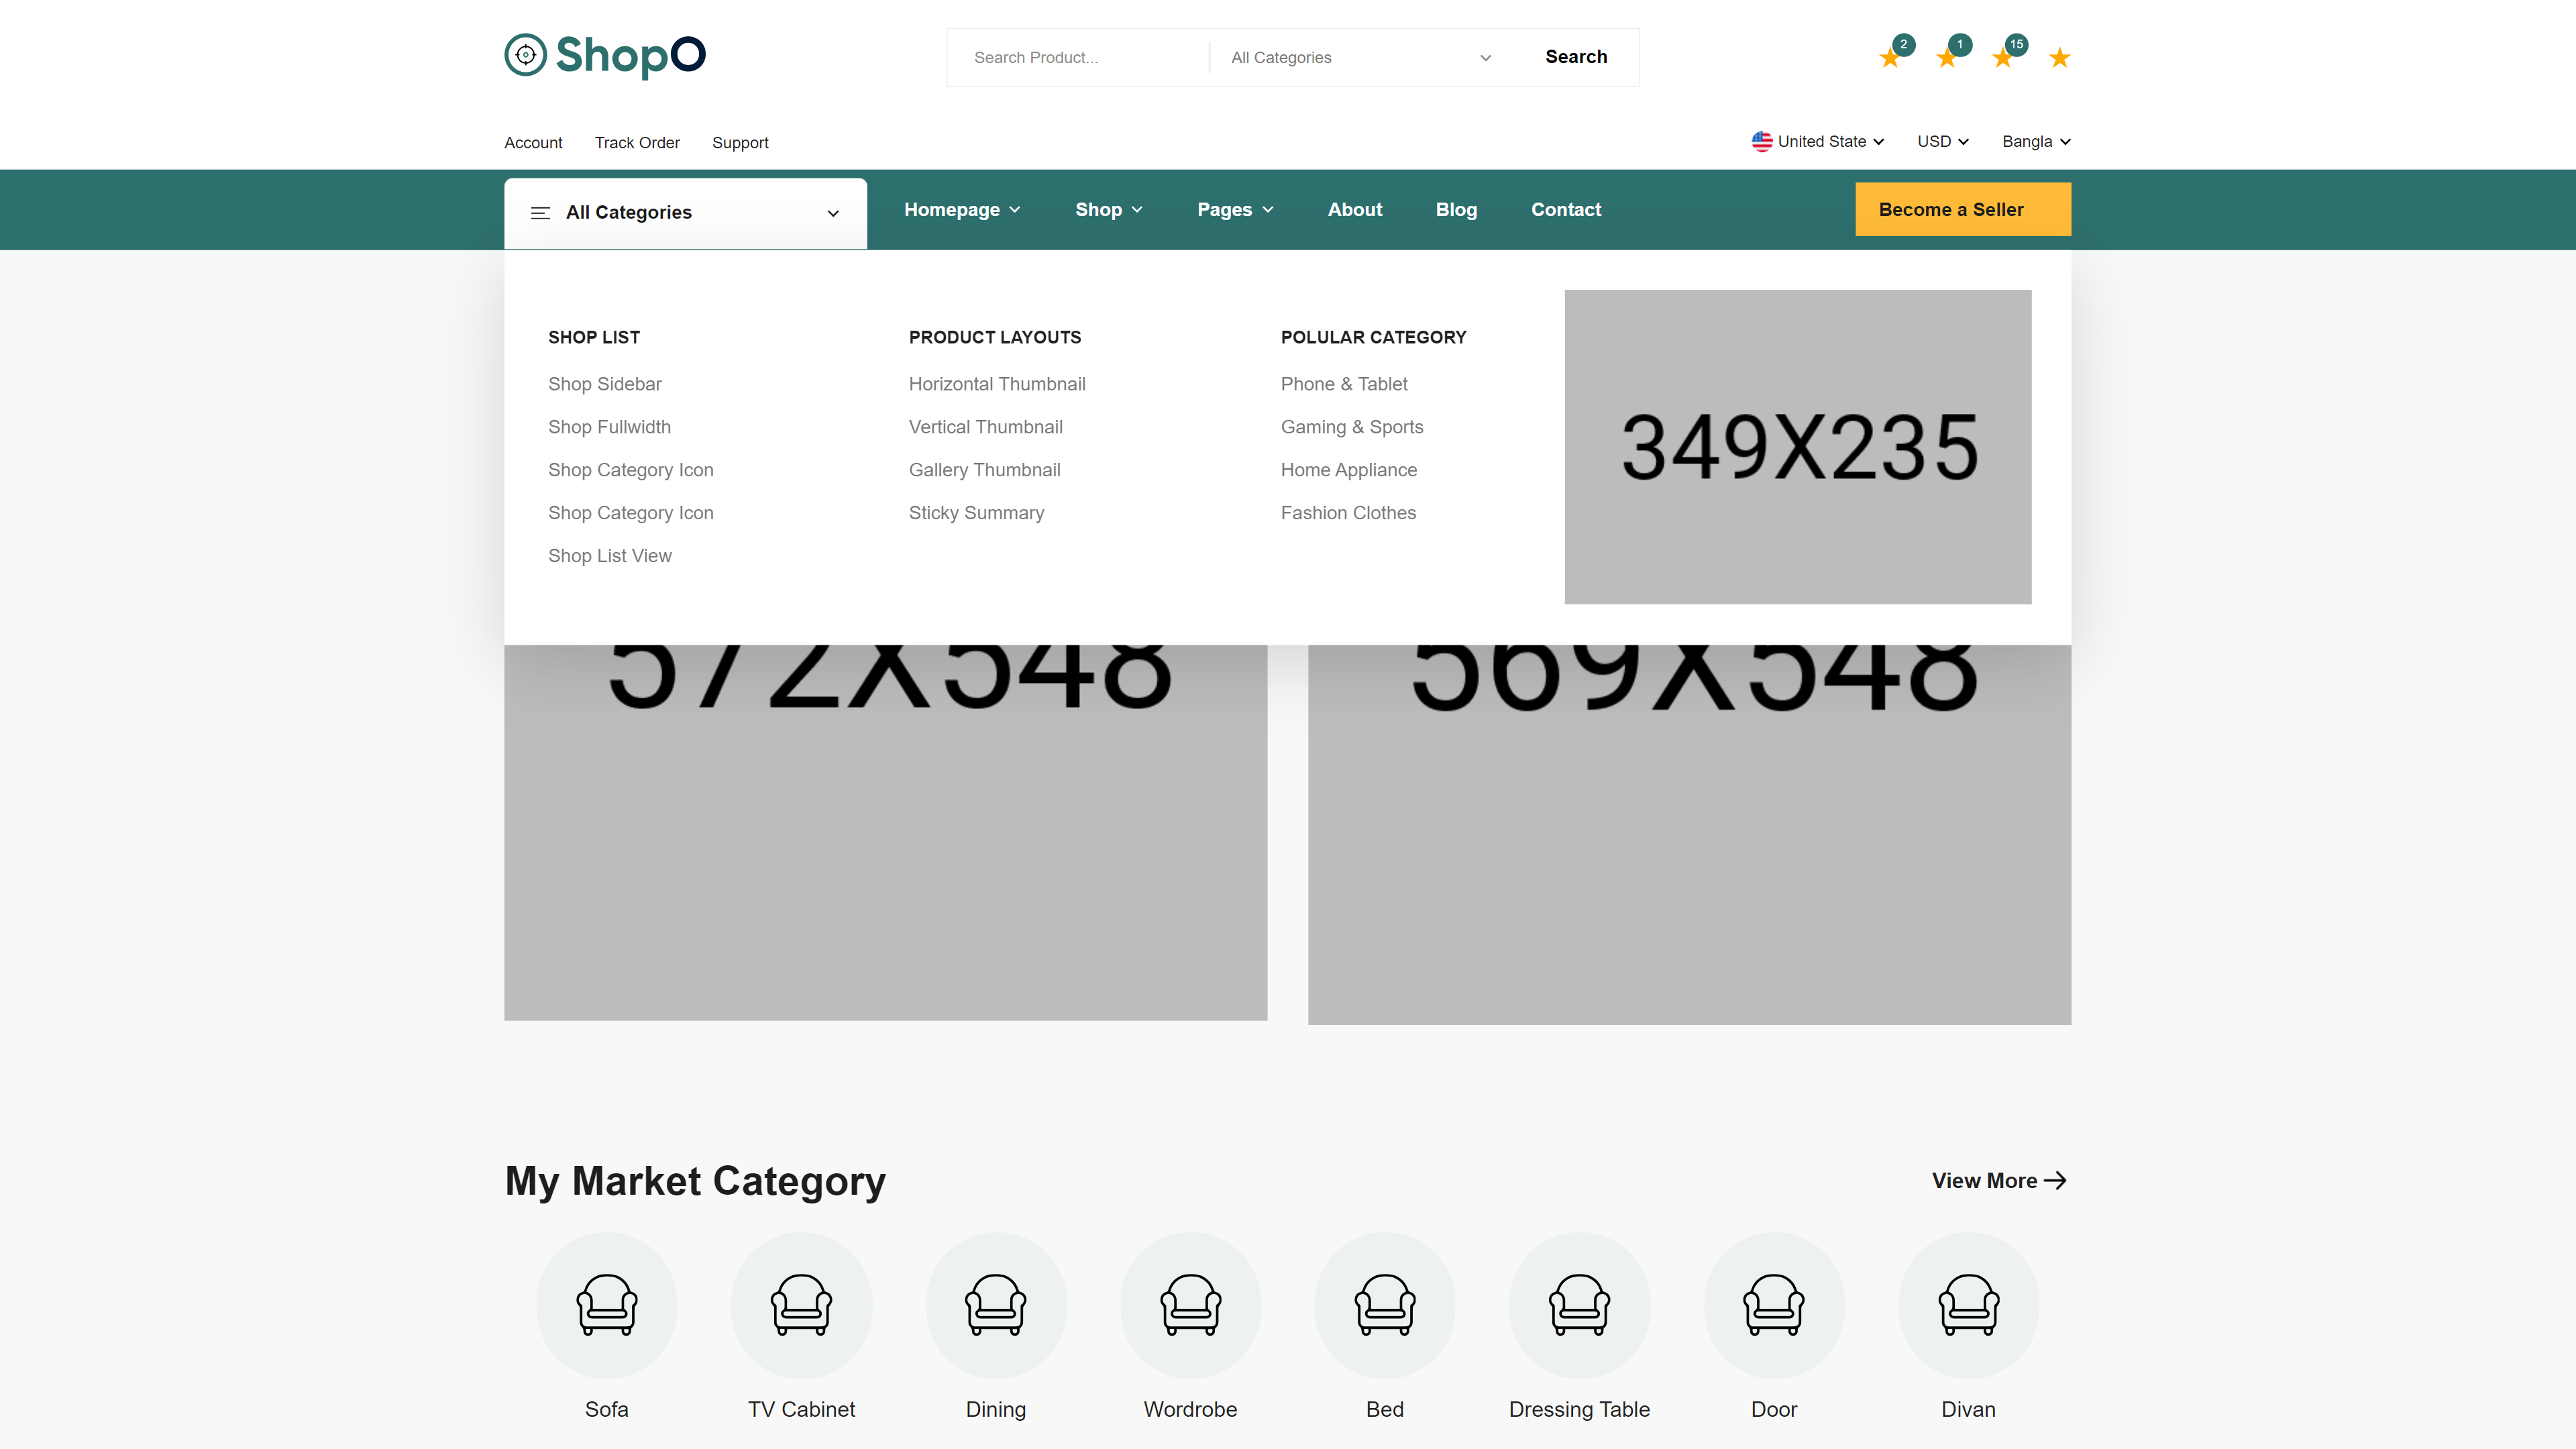 ShopO
Search Product...
All Categories
Search
2
1
15
Account
Track Order
Support
United State
USD
Bangla
All Categories
Homepage
Shop
Pages
About
Blog
Contact
Become a Seller
SHOP LIST
Shop Sidebar
Shop Fullwidth
Shop Category Icon
Shop Category Icon
Shop List View
PRODUCT LAYOUTS
Horizontal Thumbnail
Vertical Thumbnail
Gallery Thumbnail
Sticky Summary
POLULAR CATEGORY
Phone & Tablet
Gaming & Sports
Home Appliance
Fashion Clothes
349X235
572X548
569X548
My Market Category
View More
Sofa
TV Cabinet
Dining
Wordrobe
Bed
Dressing Table
Door
Divan